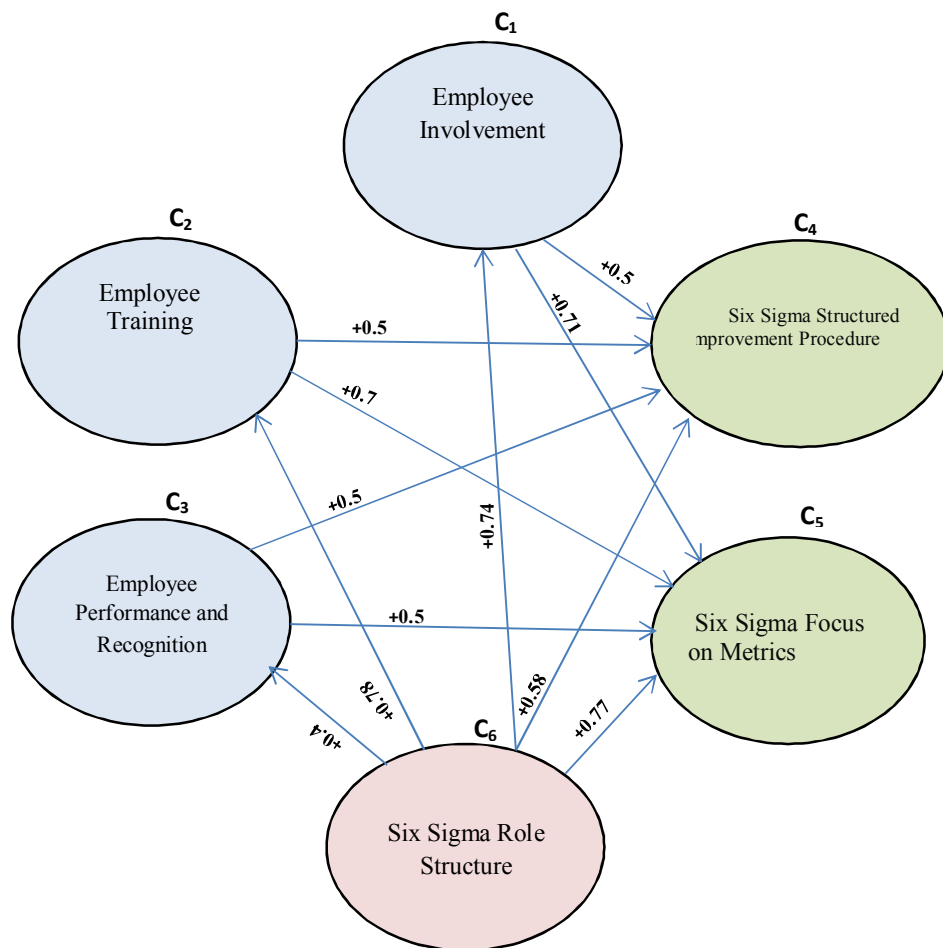 C₁
Employee
Involvement
C₂
Employee
Training
C₄
Six Sigma Structured
mprovement Procedure
+0.5
+0.71
+0.5
+0.7
C₃
Employee
Performance and
Recognition
+0.5
+0.74
C₅
Six Sigma Focus
on Metrics
+0.5
+0.58
+0.77
+0.78
+0.4
C₆
Six Sigma Role
Structure